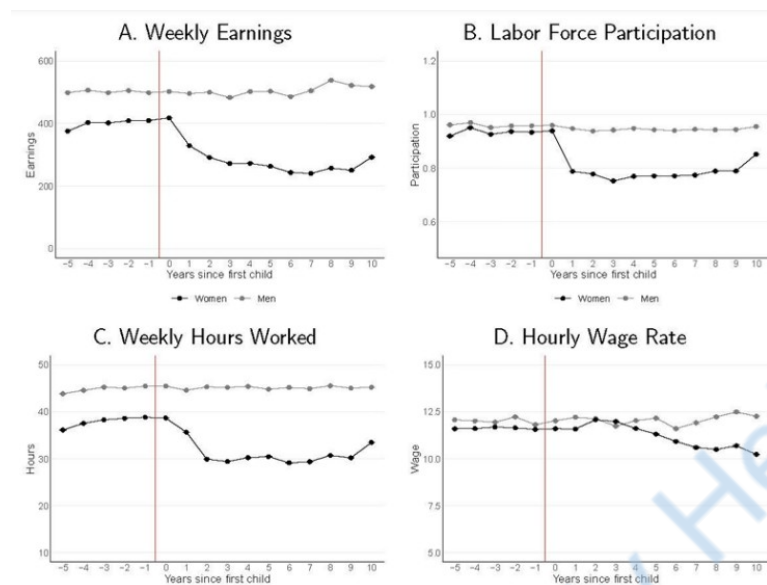 A. Weekly Earnings
600
400
200
0
Earnings
-5 -4 -3 -2 -1 0 1 2 3 4 5 6 7 8 9 10
Years since first child
Women Men
B. Labor Force Participation
1.2
1.0
0.8
0.6
Participation
-5 -4 -3 -2 -1 0 1 2 3 4 5 6 7 8 9 10
Years since first child
Women Men
C. Weekly Hours Worked
50
40
30
20
10
Hours
-5 -4 -3 -2 -1 0 1 2 3 4 5 6 7 8 9 10
Years since first child
D. Hourly Wage Rate
15.0
12.5
10.0
7.5
5.0
Wage
-5 -4 -3 -2 -1 0 1 2 3 4 5 6 7 8 9 10
Years since first child